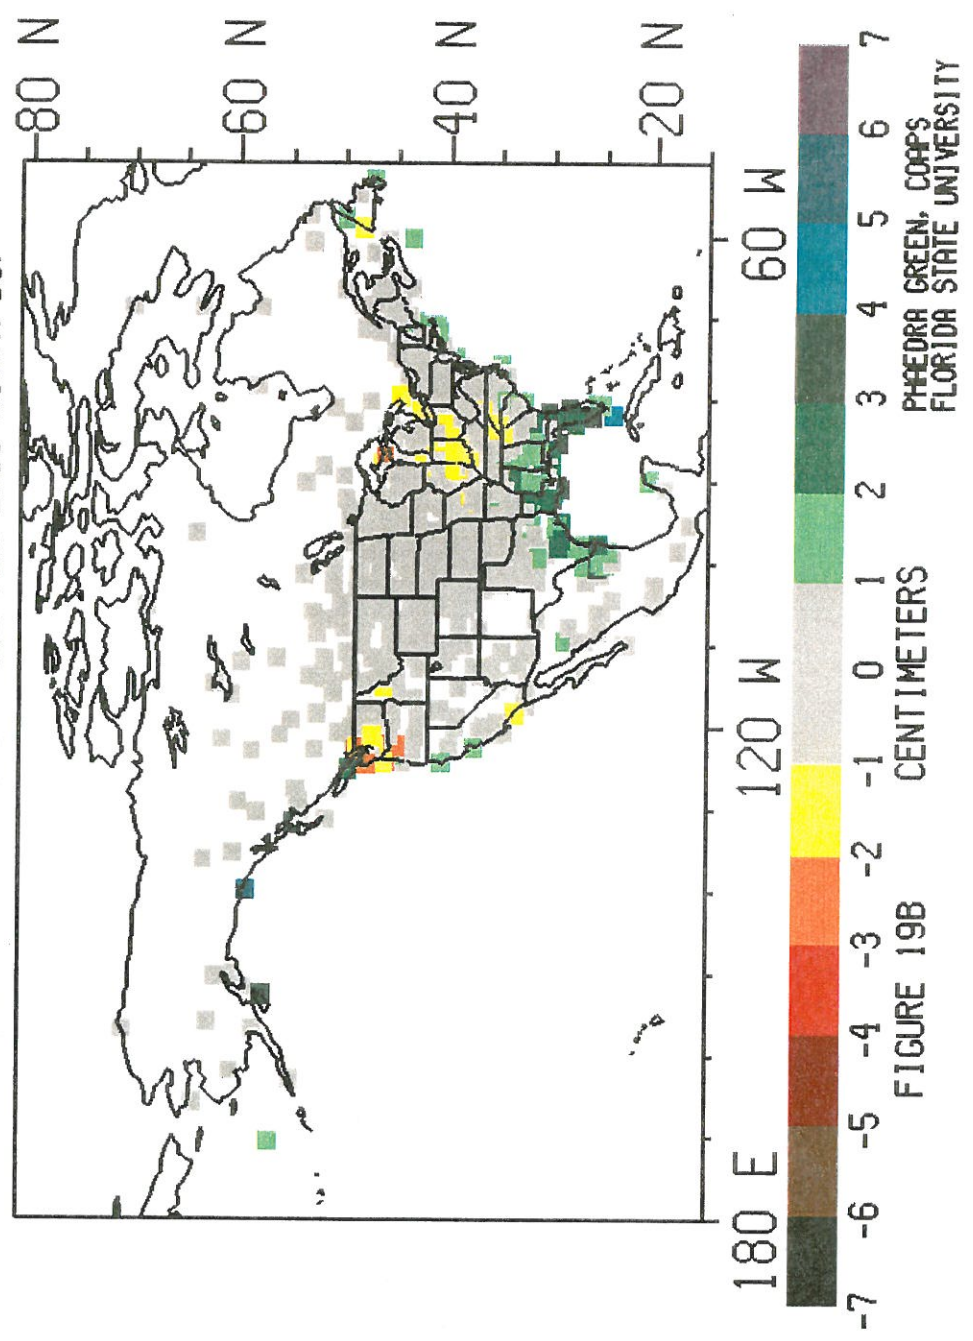 80 N
60 N
40 N
20 N
180 E
120 W
60 W
-7 -6 -5 -4 -3 -2 -1 0 1 2 3 4 5 6 7
FIGURE 19B
CENTIMETERS
PHAEDRA GREEN, COAPS
FLORIDA STATE UNIVERSITY